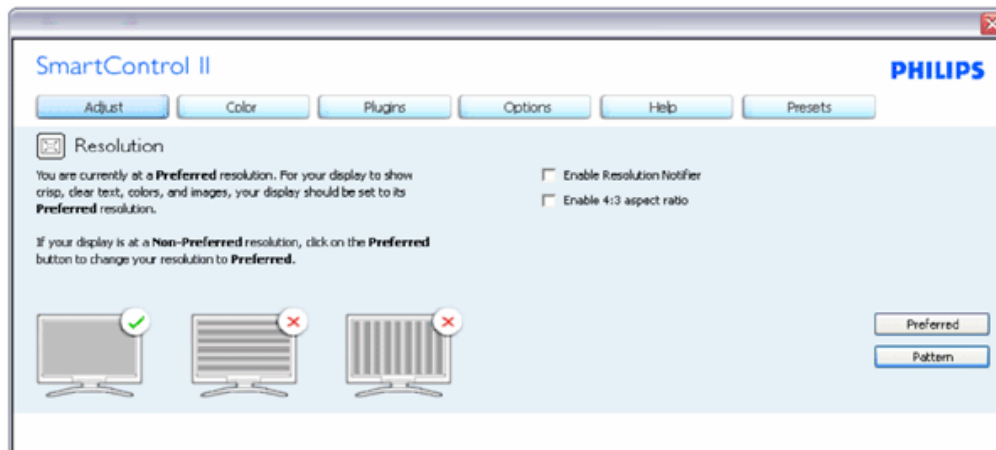 SmartControl II
PHILIPS
Adjust
Color
Plugins
Options
Help
Presets
Resolution
You are currently at a Preferred resolution. For your display to show
crisp, clear text, colors, and images, your display should be set to its
Preferred resolution.
If your display is at a Non-Preferred resolution, click on the Preferred
button to change your resolution to Preferred.
Enable Resolution Notifier
Enable 4:3 aspect ratio
Preferred
Pattern